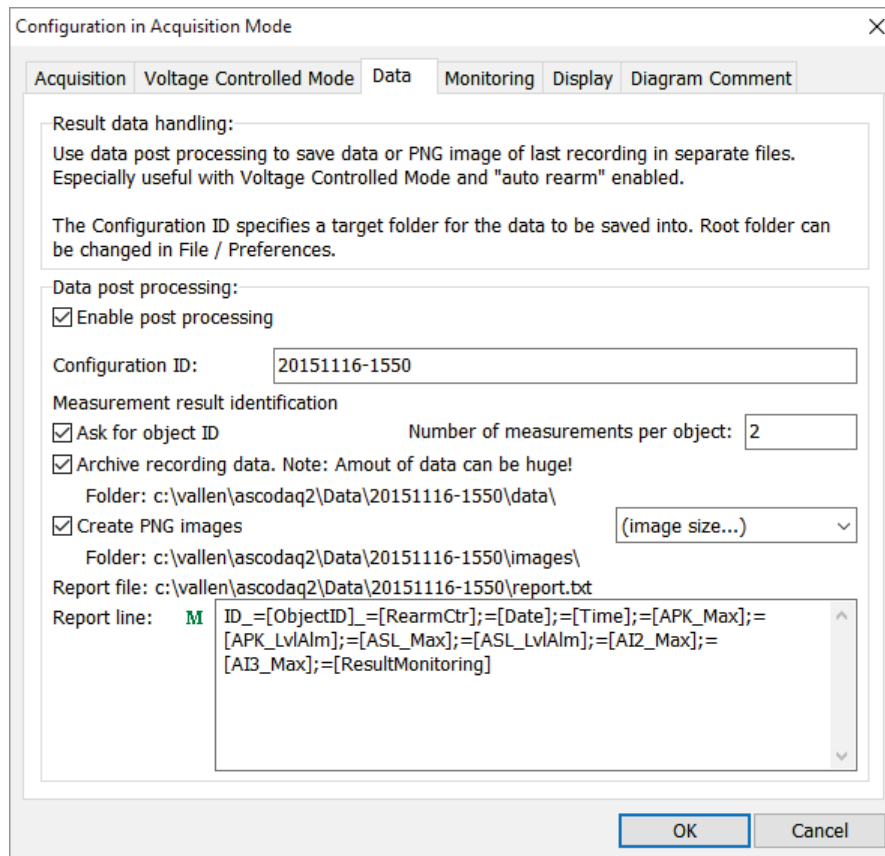 Configuration in Acquisition Mode
Acquisition Voltage Controlled Mode Data Monitoring Display Diagram Comment
Result data handling:
Use data post processing to save data or PNG image of last recording in separate files.
Especially useful with Voltage Controlled Mode and "auto rearm" enabled.
The Configuration ID specifies a target folder for the data to be saved into. Root folder can
be changed in File / Preferences.
Data post processing:
Enable post processing
Configuration ID: 20151116-1550
Measurement result identification
Ask for object ID Number of measurements per object: 2
Archive recording data. Note: Amout of data can be huge!
Folder: c:\vallen\ascodaq2\Data\20151116-1550\data\
Create PNG images (image size...)
Folder: c:\vallen\ascodaq2\Data\20151116-1550\images\
Report file: c:\vallen\ascodaq2\Data\20151116-1550\report.txt
Report line: M ID_=[ObjectID]_=[RearmCtr];=[Date];=[Time];=[APK_Max];=
[APK_LvlAlm];=[ASL_Max];=[ASL_LvlAlm];=[AI2_Max];=
[AI3_Max];=[ResultMonitoring]
OK Cancel